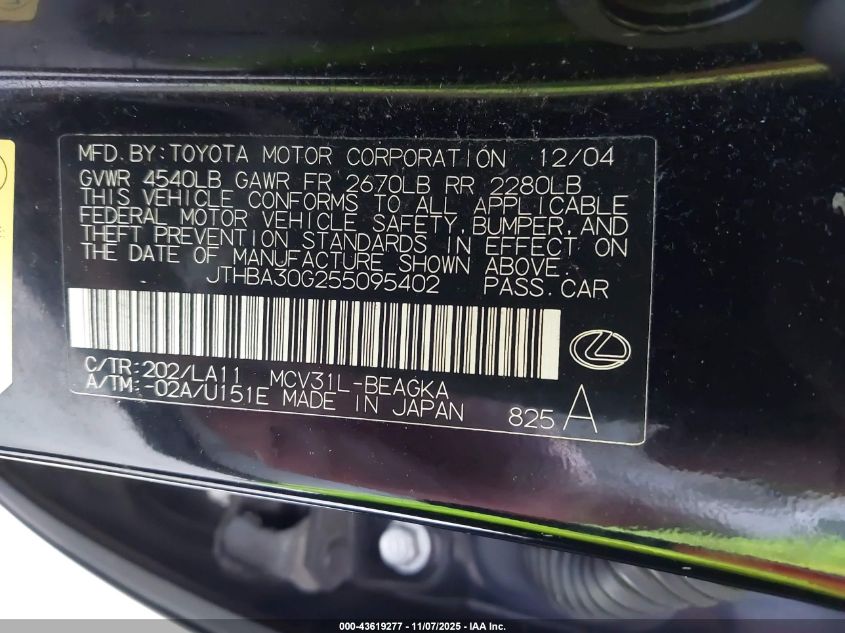 MFD.BY:TOYOTA MOTOR CORPORATION 12/04
GVWR 4540LB GAWR FR 2670LB RR 2280LB
THIS VEHICLE CONFORMS TO ALL APPLICABLE
FEDERAL MOTOR VEHICLE SAFETY,BUMPER,AND
THEFT PREVENTION STANDARDS IN EFFECT ON
THE DATE OF MANUFACTURE SHOWN ABOVE.
JTHBA30G255095402 PASS.CAR
C/TR:202/LA11 MCV31L-BEAGKA
A/TM:-02A/U151E MADE IN JAPAN 825 A
000-43619277 - 11/07/2025 - IAA Inc.